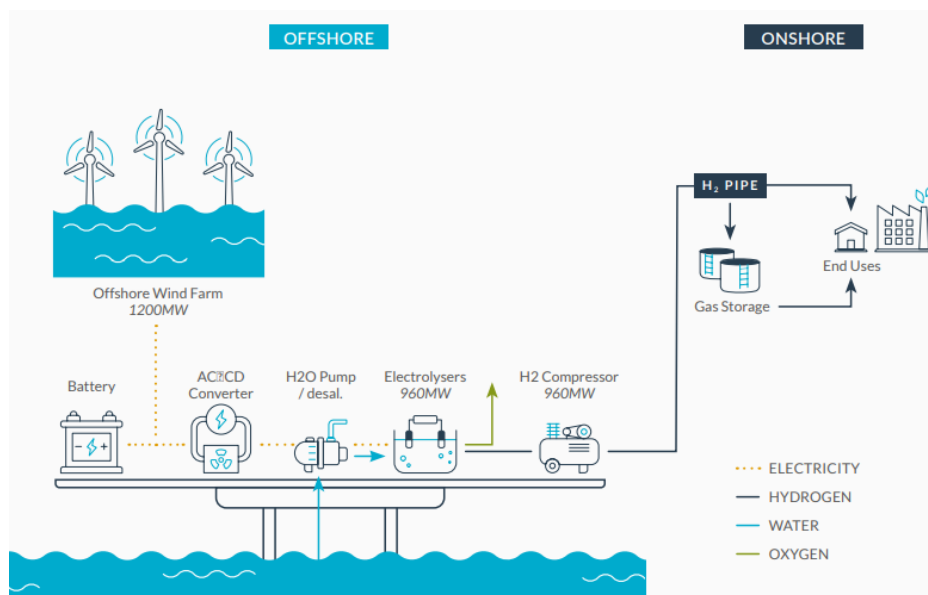 OFFSHORE
ONSHORE
H₂ PIPE
End Uses
Gas Storage
Offshore Wind Farm
1200MW
Battery
AC⍰CD
Converter
H2O Pump
/ desal.
Electrolysers
960MW
H2 Compressor
960MW
ELECTRICITY
HYDROGEN
WATER
OXYGEN